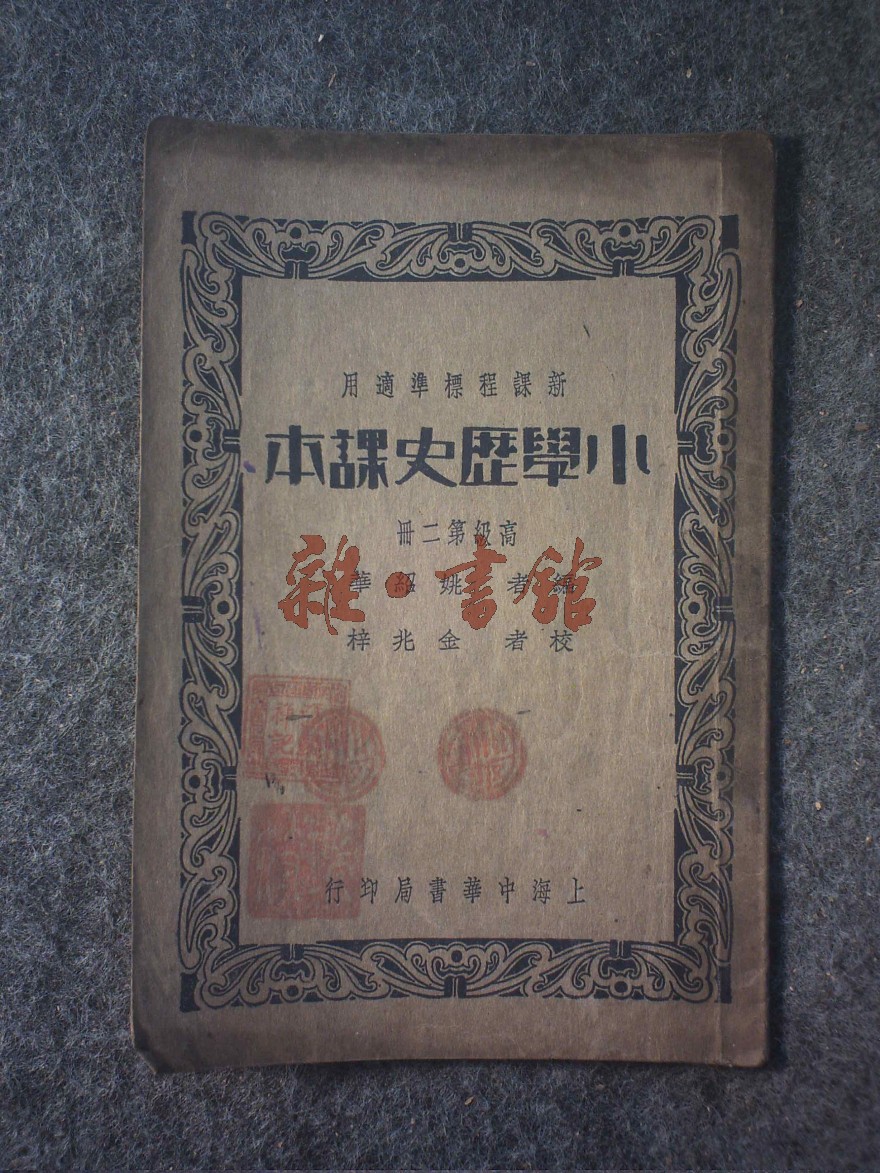 新課程標準適用
小學歷史課本
高級第二冊
編者 姚紹華
校者 金兆梓
雜·書館
上海中華書局印行